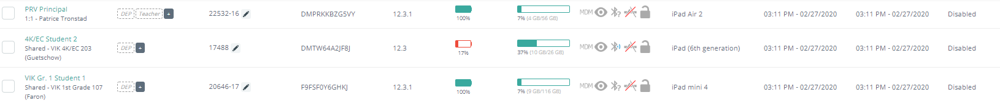 PRV Principal
1:1 - Patrice Tronstad
DEP Teacher +
22532-16
DMPRKKBZG5VY
12.3.1
100%
7% (4 GB/56 GB)
MDM
iPad Air 2
03:11 PM - 02/27/2020
03:11 PM - 02/27/2020
Disabled
4K/EC Student 2
Shared - VIK 4K/EC 203
(Guetschow)
DEP +
17488
DMTW64A2JF8J
12.3
17%
37% (10 GB/26 GB)
MDM
iPad (6th generation)
03:11 PM - 02/27/2020
03:11 PM - 02/27/2020
Disabled
VIK Gr. 1 Student 1
Shared - VIK 1st Grade 107
(Faron)
DEP +
20646-17
F9FSF0Y6GHKJ
12.3.1
100%
7% (9 GB/116 GB)
MDM
iPad mini 4
03:11 PM - 02/27/2020
03:11 PM - 02/27/2020
Disabled